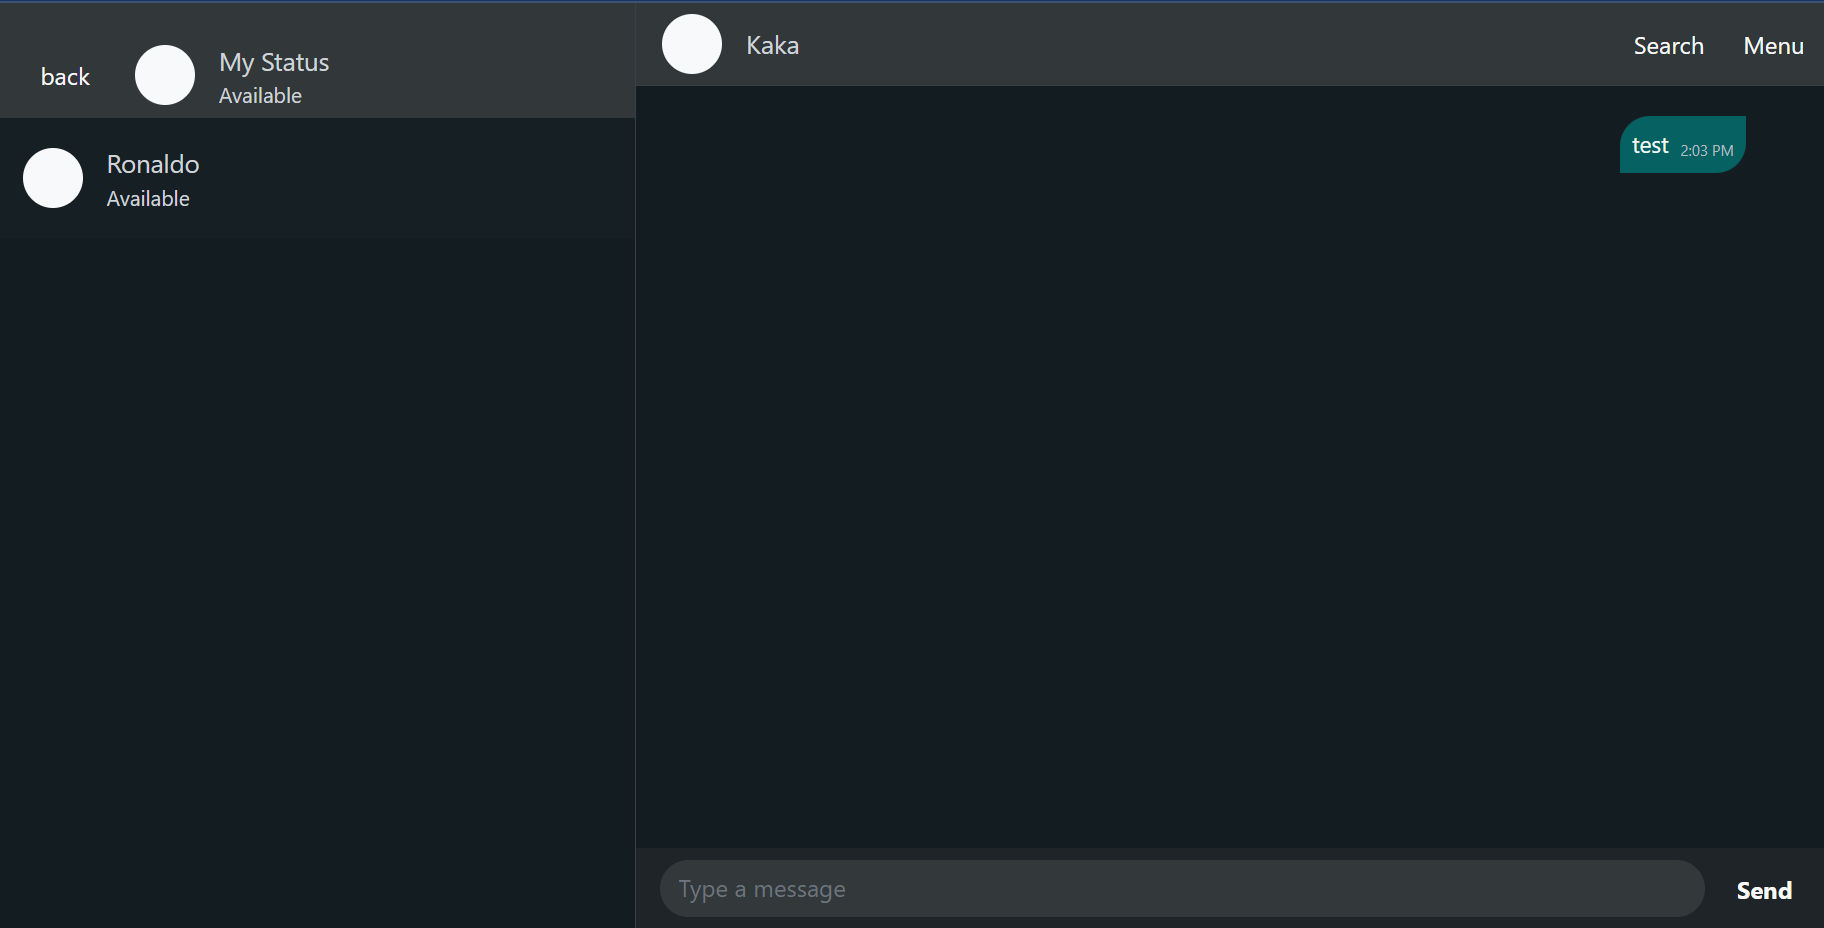 back
My Status
Available
Ronaldo
Available
Kaka
Search Menu
test 2:03 PM
Type a message
Send